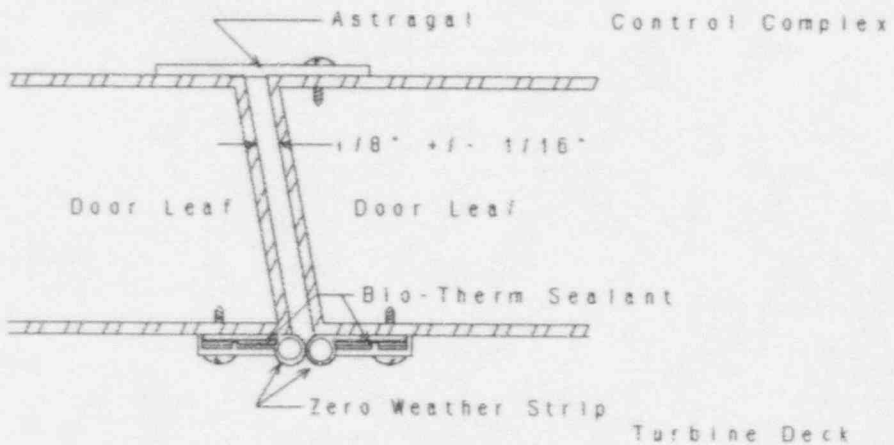 Astragal
Control Complex
1/8" +/- 1/16"
Door Leaf
Door Leaf
Bio-Therm Sealant
Zero Weather Strip
Turbine Deck